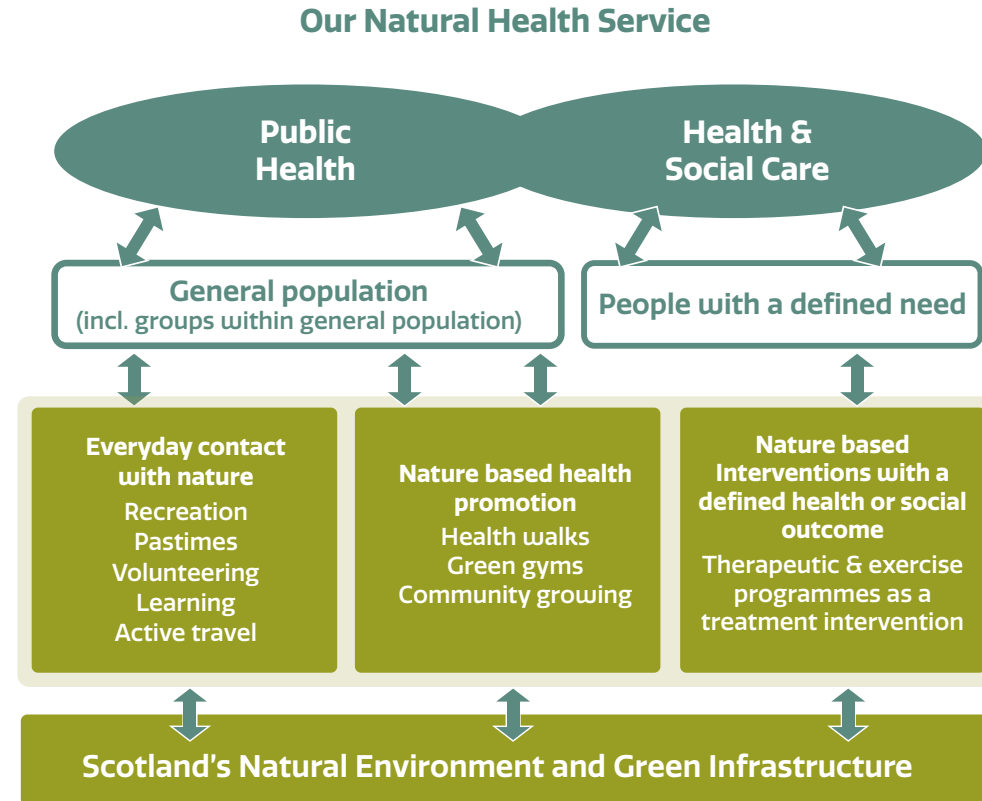 Our Natural Health Service
Public
Health
Health &
Social Care
General population
(incl. groups within general population)
People with a defined need
Everyday contact
with nature
Recreation
Pastimes
Volunteering
Learning
Active travel
Nature based health
promotion
Health walks
Green gyms
Community growing
Nature based
Interventions with a
defined health or social
outcome
Therapeutic & exercise
programmes as a
treatment intervention
Scotland's Natural Environment and Green Infrastructure